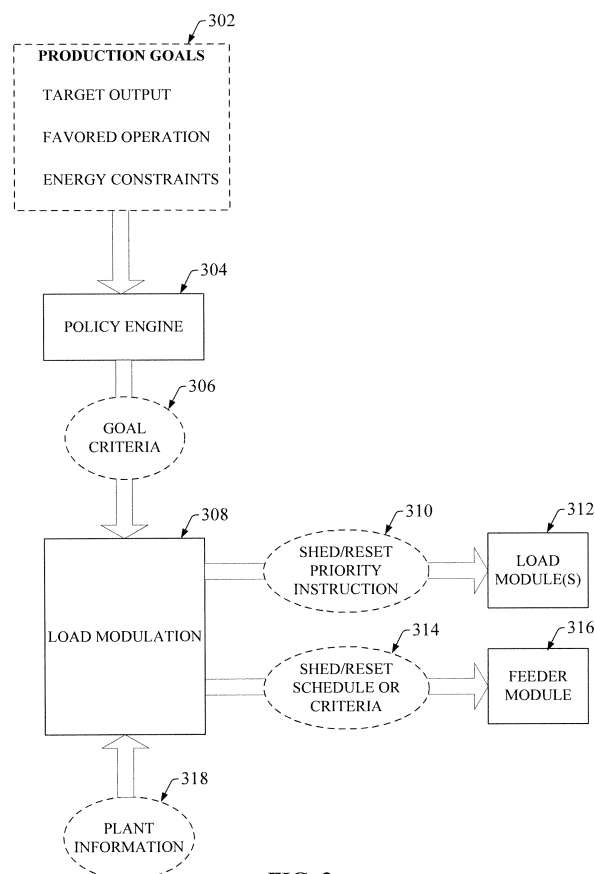 302
PRODUCTION GOALS
TARGET OUTPUT
FAVORED OPERATION
ENERGY CONSTRAINTS
304
POLICY ENGINE
306
GOAL
CRITERIA
308
LOAD MODULATION
310
SHED/RESET
PRIORITY
INSTRUCTION
312
LOAD
MODULE(S)
314
SHED/RESET
SCHEDULE OR
CRITERIA
316
FEEDER
MODULE
318
PLANT
INFORMATION